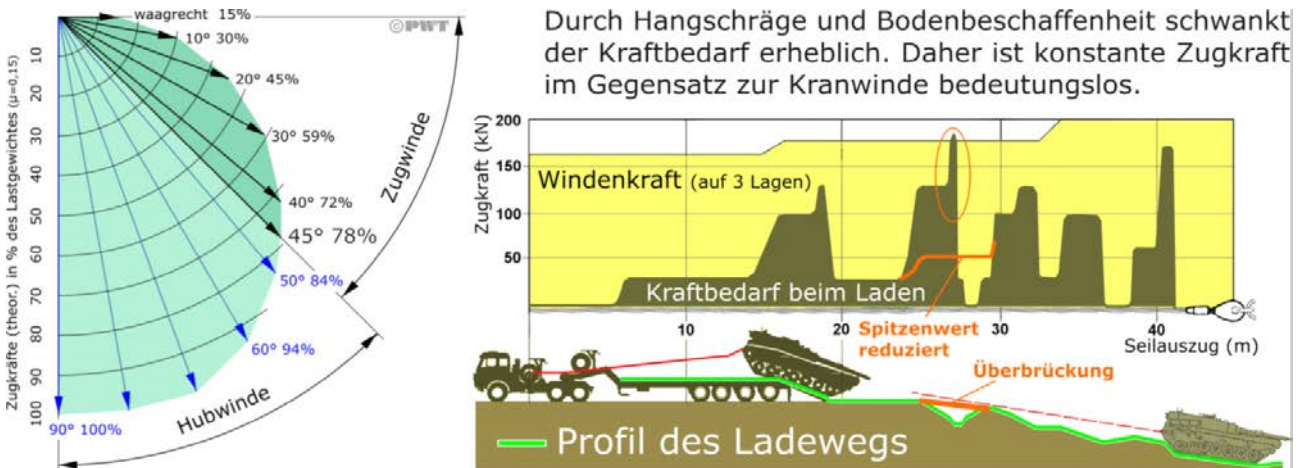 waagrecht 15%
10° 30%
20° 45%
30° 59%
40° 72%
45° 78%
50° 84%
60° 94%
90° 100%
Zugkräfte (theor.) in % des Lastgewichtes (µ=0,15)
10
20
30
40
50
60
70
80
90
100
Zugwinde
Hubwinde
©PWT
Durch Hangschräge und Bodenbeschaffenheit schwankt
der Kraftbedarf erheblich. Daher ist konstante Zugkraft
im Gegensatz zur Kranwinde bedeutungslos.
Zugkraft (kN)
200
150
100
50
Windenkraft (auf 3 Lagen)
Kraftbedarf beim Laden
10
20
30
40
Spitzenwert
reduziert
Seilauszug (m)
Überbrückung
Profil des Ladewegs